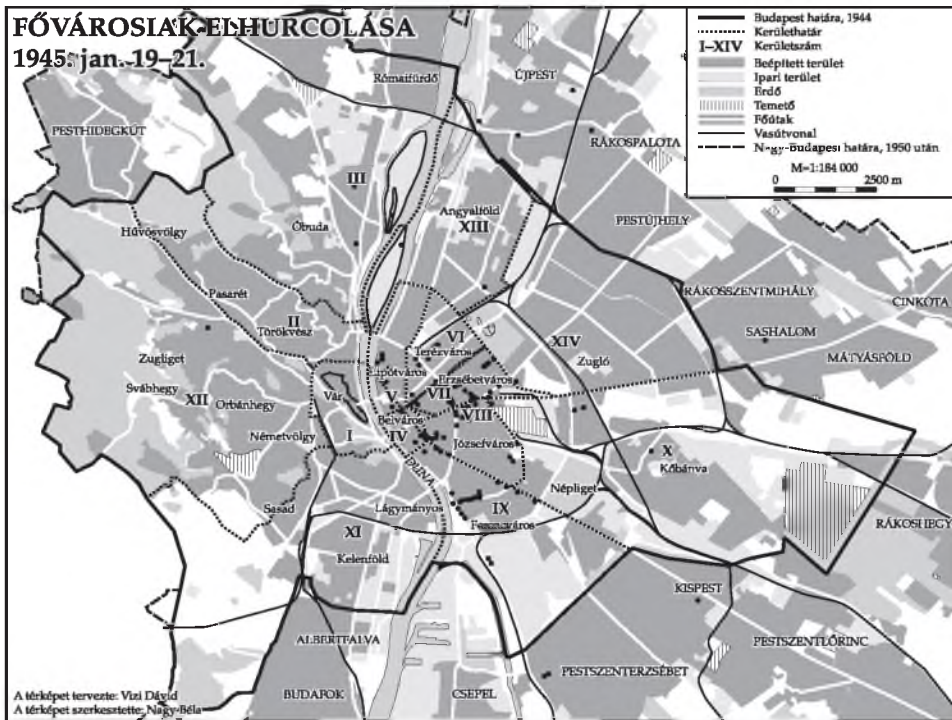 FŐVÁROSIAK ELHURCOLÁSA
1945. jan. 19–21.
Budapest határa, 1944
Kerülethatár
I–XIV Kerületszám
Beépített terület
Ipari terület
Erdő
Temető
Főútak
Vasútvonal
Nagy-Budapest határa, 1950 után
M=1:184 000
0 2500 m
Rómaifürdő
ÚJPEST
PESTHIDEGKÚT
RÁKOSPALOTA
III
Angyalföld
XIII
PESTÚJHELY
Óbuda
Hűvösvölgy
RÁKOSSZENTMIHÁLY
CINKOTA
Pasarét
II
Törökvész
VI
Terézváros
XIV
Zugló
SASHALOM
MÁTYÁSFÖLD
Zugliget
Lipótváros
Erzsébetváros
Svábhegy
XII
Orbánhegy
Vár
V
VII
Belváros
VIII
Németvölgy
I
IV
Józsefváros
X
Kőbánya
DUNA
Népliget
Sasad
Lágymányos
IX
Ferencváros
RÁKOSHEGY
XI
Kelenföld
KISPEST
ALBERTFALVA
PESTSZENTLŐRINC
PESTSZENTERZSÉBET
BUDAFOK
CSEPEL
A térképet tervezte: Vizi Dávid
A térképet szerkesztette: Nagy Béla